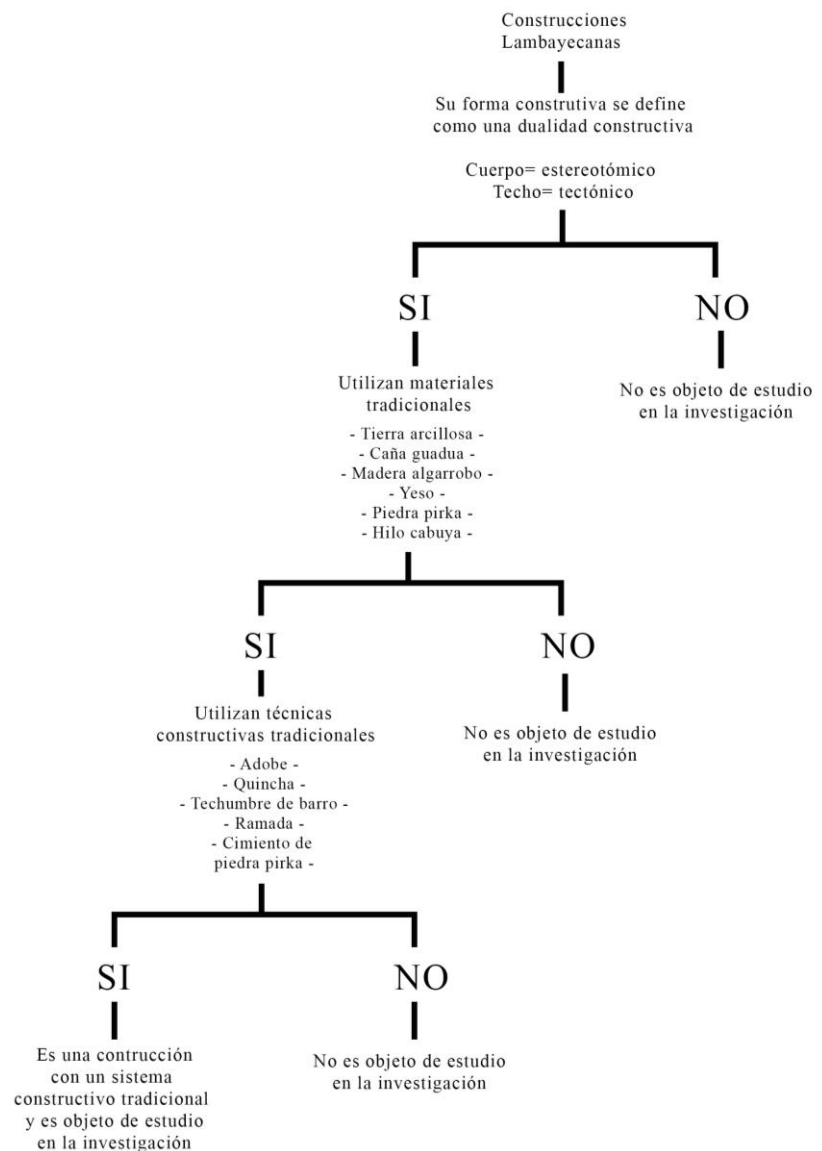 Construcciones
Lambayecanas
Su forma construtiva se define
como una dualidad constructiva
Cuerpo= estereotómico
Techo= tectónico
SI
NO
Utilizan materiales
tradicionales
- Tierra arcillosa -
- Caña guadua -
- Madera algarrobo -
- Yeso -
- Piedra pirka -
- Hilo cabuya -
No es objeto de estudio
en la investigación
SI
NO
Utilizan técnicas
constructivas tradicionales
- Adobe -
- Quincha -
- Techumbre de barro -
- Ramada -
- Cimiento de
piedra pirka -
No es objeto de estudio
en la investigación
SI
NO
Es una contrucción
con un sistema
constructivo tradicional
y es objeto de estudio
en la investigación
No es objeto de estudio
en la investigación